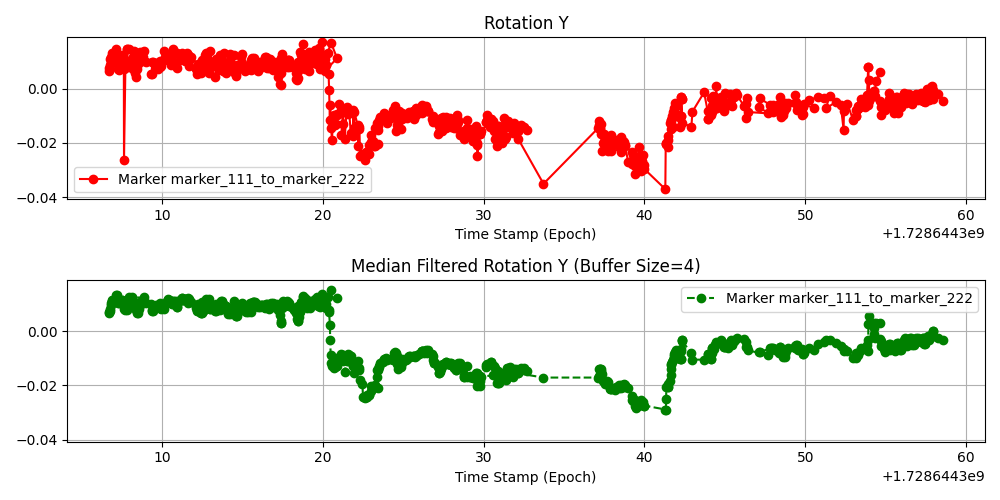 Rotation Y
0.00
−0.02
−0.04
Marker marker_111_to_marker_222
10 20 30 40 50 60
Time Stamp (Epoch)
+1.7286443e9
Median Filtered Rotation Y (Buffer Size=4)
0.00
−0.02
−0.04
Marker marker_111_to_marker_222
10 20 30 40 50 60
Time Stamp (Epoch)
+1.7286443e9